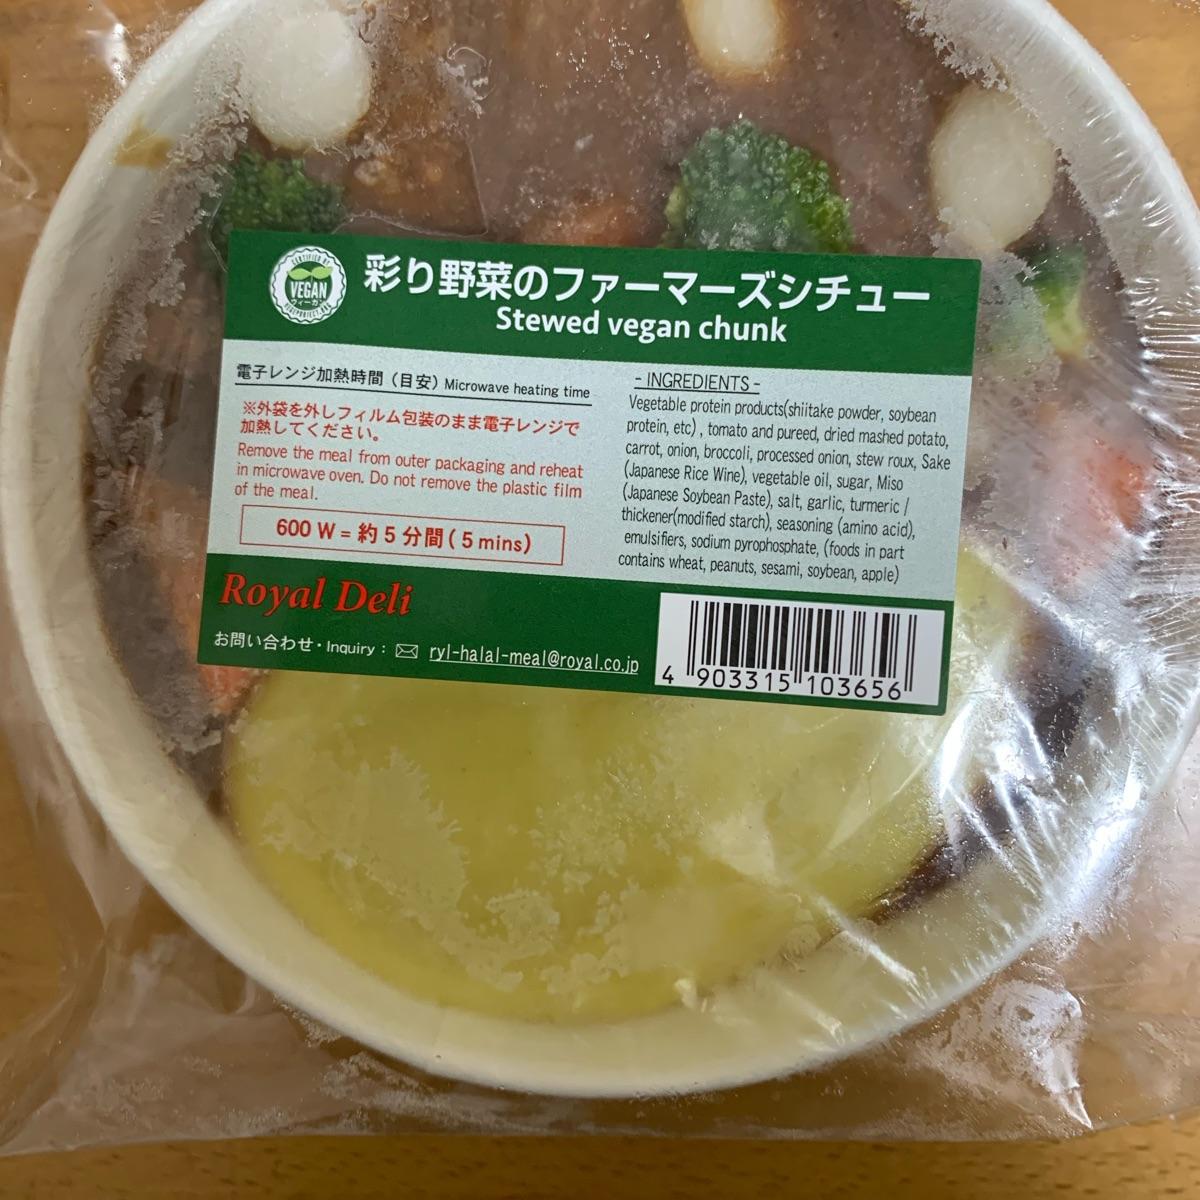 CERTIFIED BY
VEGAN
ヴィーガン
VEGEPROJECT.ORG
彩り野菜のファーマーズシチュー
Stewed vegan chunk
電子レンジ加熱時間（目安）Microwave heating time
※外袋を外しフィルム包装のまま電子レンジで
加熱してください。
Remove the meal from outer packaging and reheat
in microwave oven. Do not remove the plastic film
of the meal.
600 W = 約 5 分間 ( 5 mins)
- INGREDIENTS -
Vegetable protein products(shiitake powder, soybean
protein, etc) , tomato and pureed, dried mashed potato,
carrot, onion, broccoli, processed onion, stew roux, Sake
(Japanese Rice Wine), vegetable oil, sugar, Miso
(Japanese Soybean Paste), salt, garlic, turmeric /
thickener(modified starch), seasoning (amino acid),
emulsifiers, sodium pyrophosphate, (foods in part
contains wheat, peanuts, sesami, soybean, apple)
Royal Deli
お問い合わせ・Inquiry : ryl-halal-meal@royal.co.jp
4 903315 103656